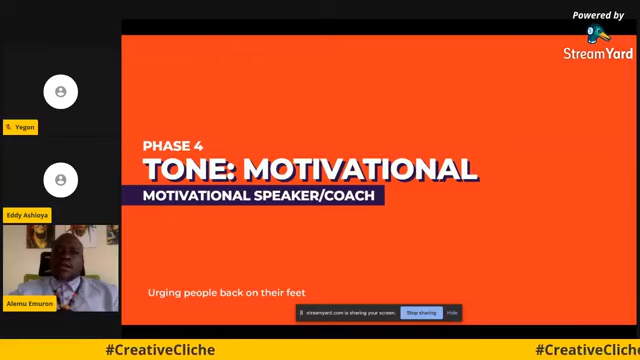 Powered by
StreamYard
Yegon
Eddy Ashioya
Alemu Emuron
PHASE 4
TONE: MOTIVATIONAL
MOTIVATIONAL SPEAKER/COACH
Urging people back on their feet
streamyard.com is sharing your screen.
Stop sharing
Hide
#CreativeCliche
#CreativeCliche